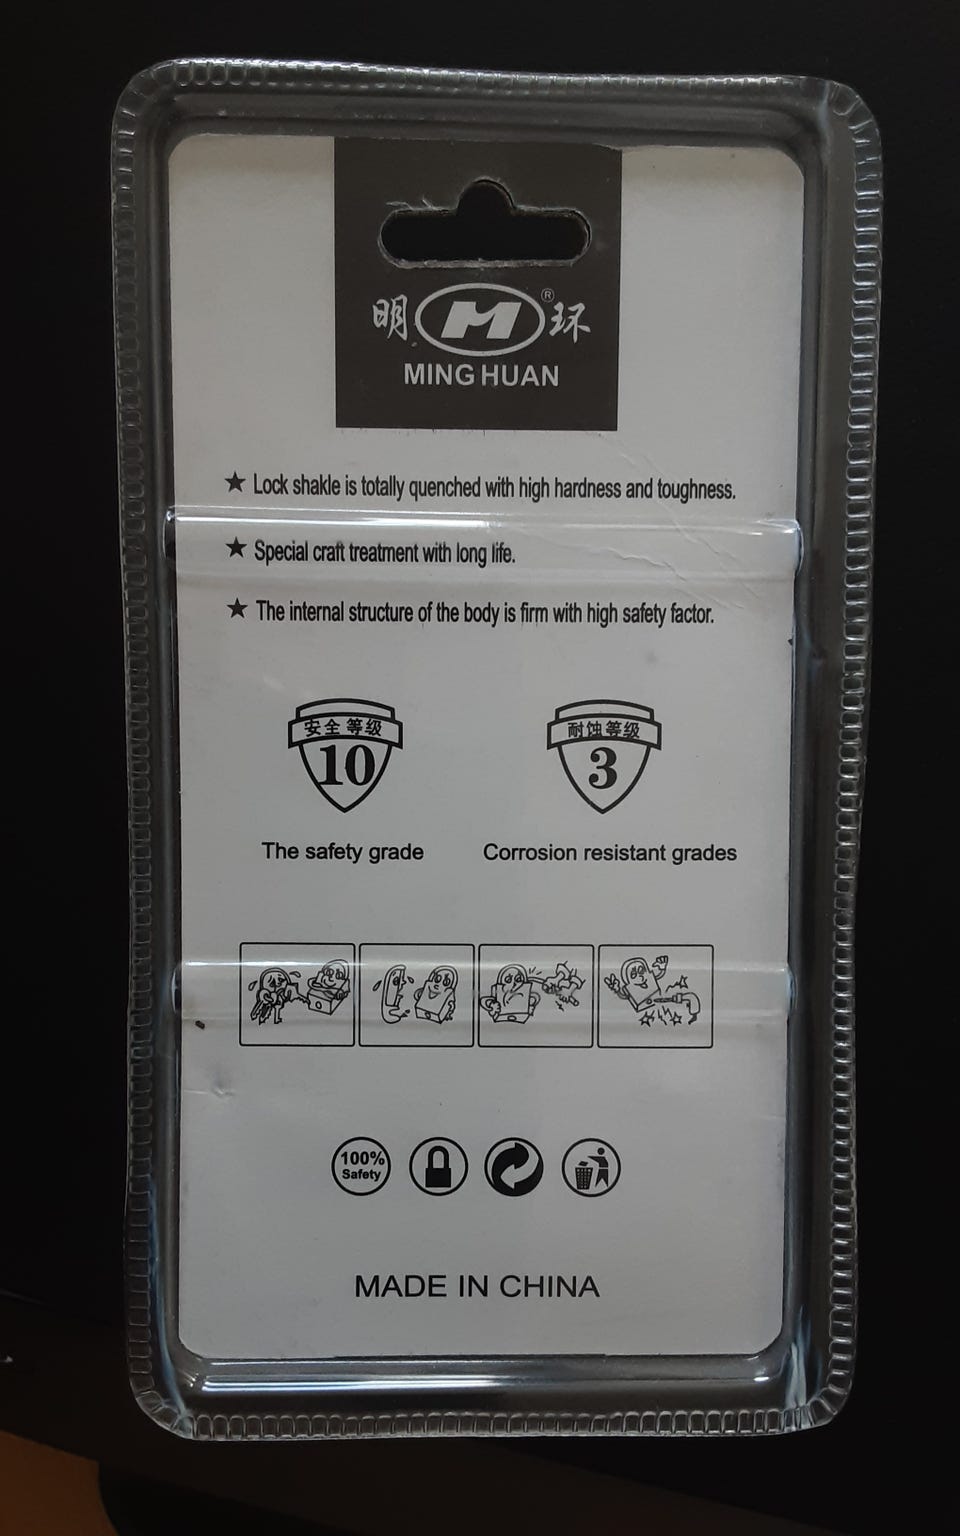 明 M ® 环
MING HUAN
★ Lock shakle is totally quenched with high hardness and toughness.
★ Special craft treatment with long life.
★ The internal structure of the body is firm with high safety factor.
安全等级
10
The safety grade
耐蚀等级
3
Corrosion resistant grades
100%
Safety
MADE IN CHINA